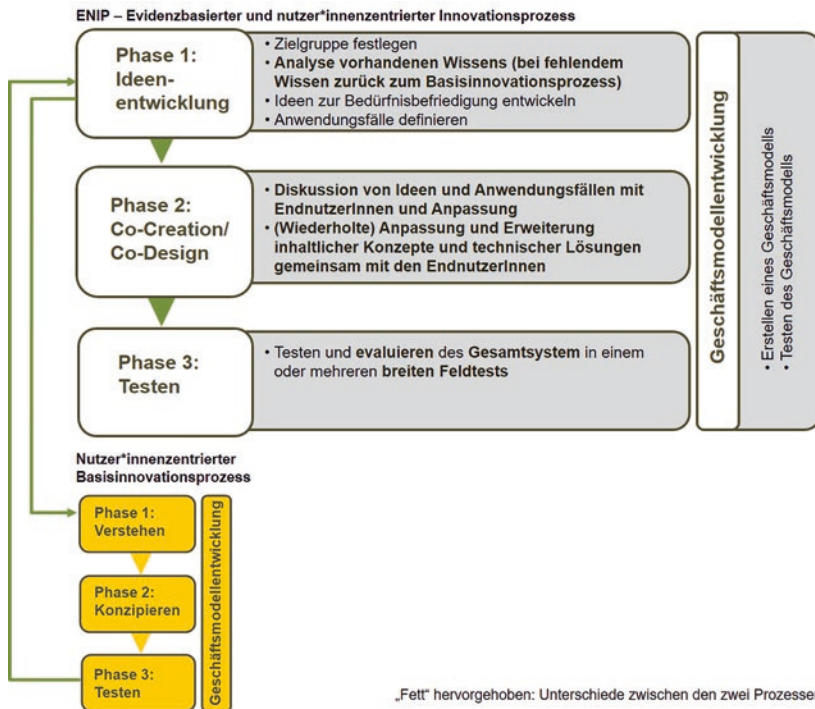 ENIP – Evidenzbasierter und nutzer*innenzentrierter Innovationsprozess
Phase 1:
Ideen-
entwicklung
• Zielgruppe festlegen
• Analyse vorhandenen Wissens (bei fehlendem
Wissen zurück zum Basisinnovationsprozess)
• Ideen zur Bedürfnisbefriedigung entwickeln
• Anwendungsfälle definieren
Phase 2:
Co-Creation/
Co-Design
• Diskussion von Ideen und Anwendungsfällen mit
EndnutzerInnen und Anpassung
• (Wiederholte) Anpassung und Erweiterung
inhaltlicher Konzepte und technischer Lösungen
gemeinsam mit den EndnutzerInnen
Phase 3:
Testen
• Testen und evaluieren des Gesamtsystem in einem
oder mehreren breiten Feldtests
Geschäftsmodellentwicklung
• Erstellen eines Geschäftsmodells
• Testen des Geschäftsmodells
Nutzer*innenzentrierter
Basisinnovationsprozess
Phase 1:
Verstehen
Phase 2:
Konzipieren
Phase 3:
Testen
Geschäftsmodellentwicklung
„Fett“ hervorgehoben: Unterschiede zwischen den zwei Prozessen